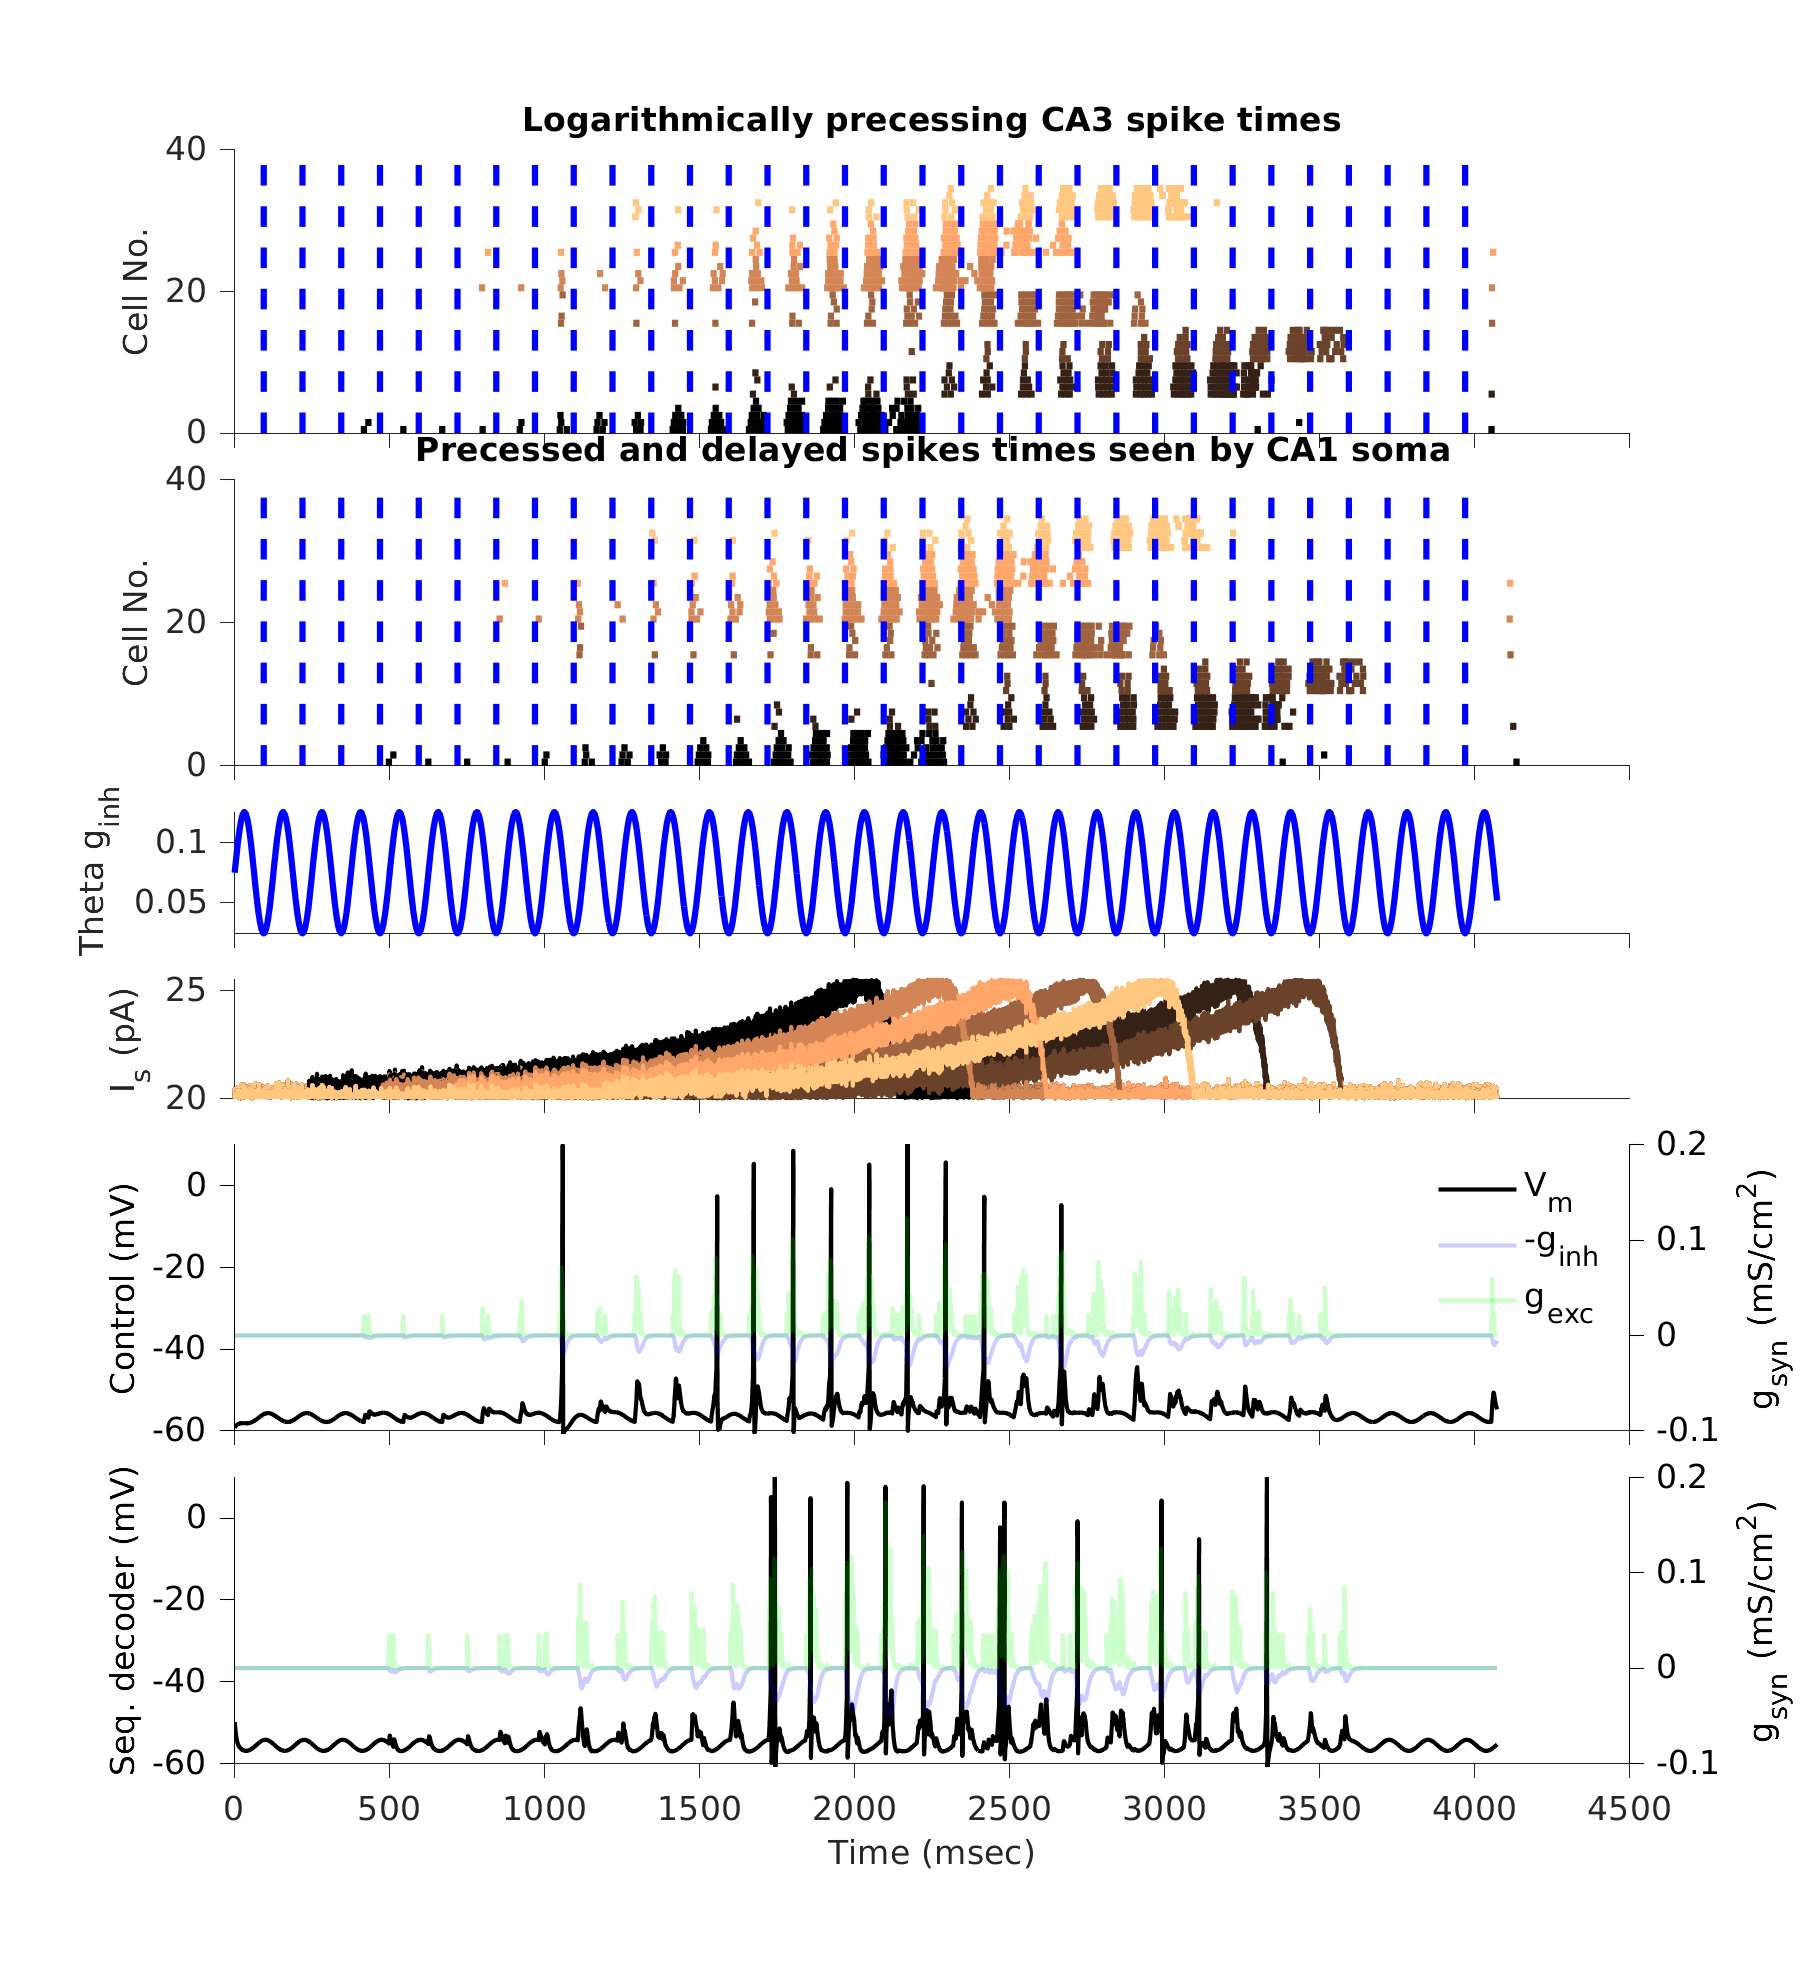 Logarithmically precessing CA3 spike times
40
20
0
Cell No.
Precessed and delayed spikes times seen by CA1 soma
40
20
0
Cell No.
0.1
0.05
Theta g_inh
25
20
I_s (pA)
0
-20
-40
-60
Control (mV)
V_m
-g_inh
g_exc
0.2
0.1
0
-0.1
g_syn (mS/cm^2)
0
-20
-40
-60
Seq. decoder (mV)
0.2
0.1
0
-0.1
g_syn (mS/cm^2)
0 500 1000 1500 2000 2500 3000 3500 4000 4500
Time (msec)